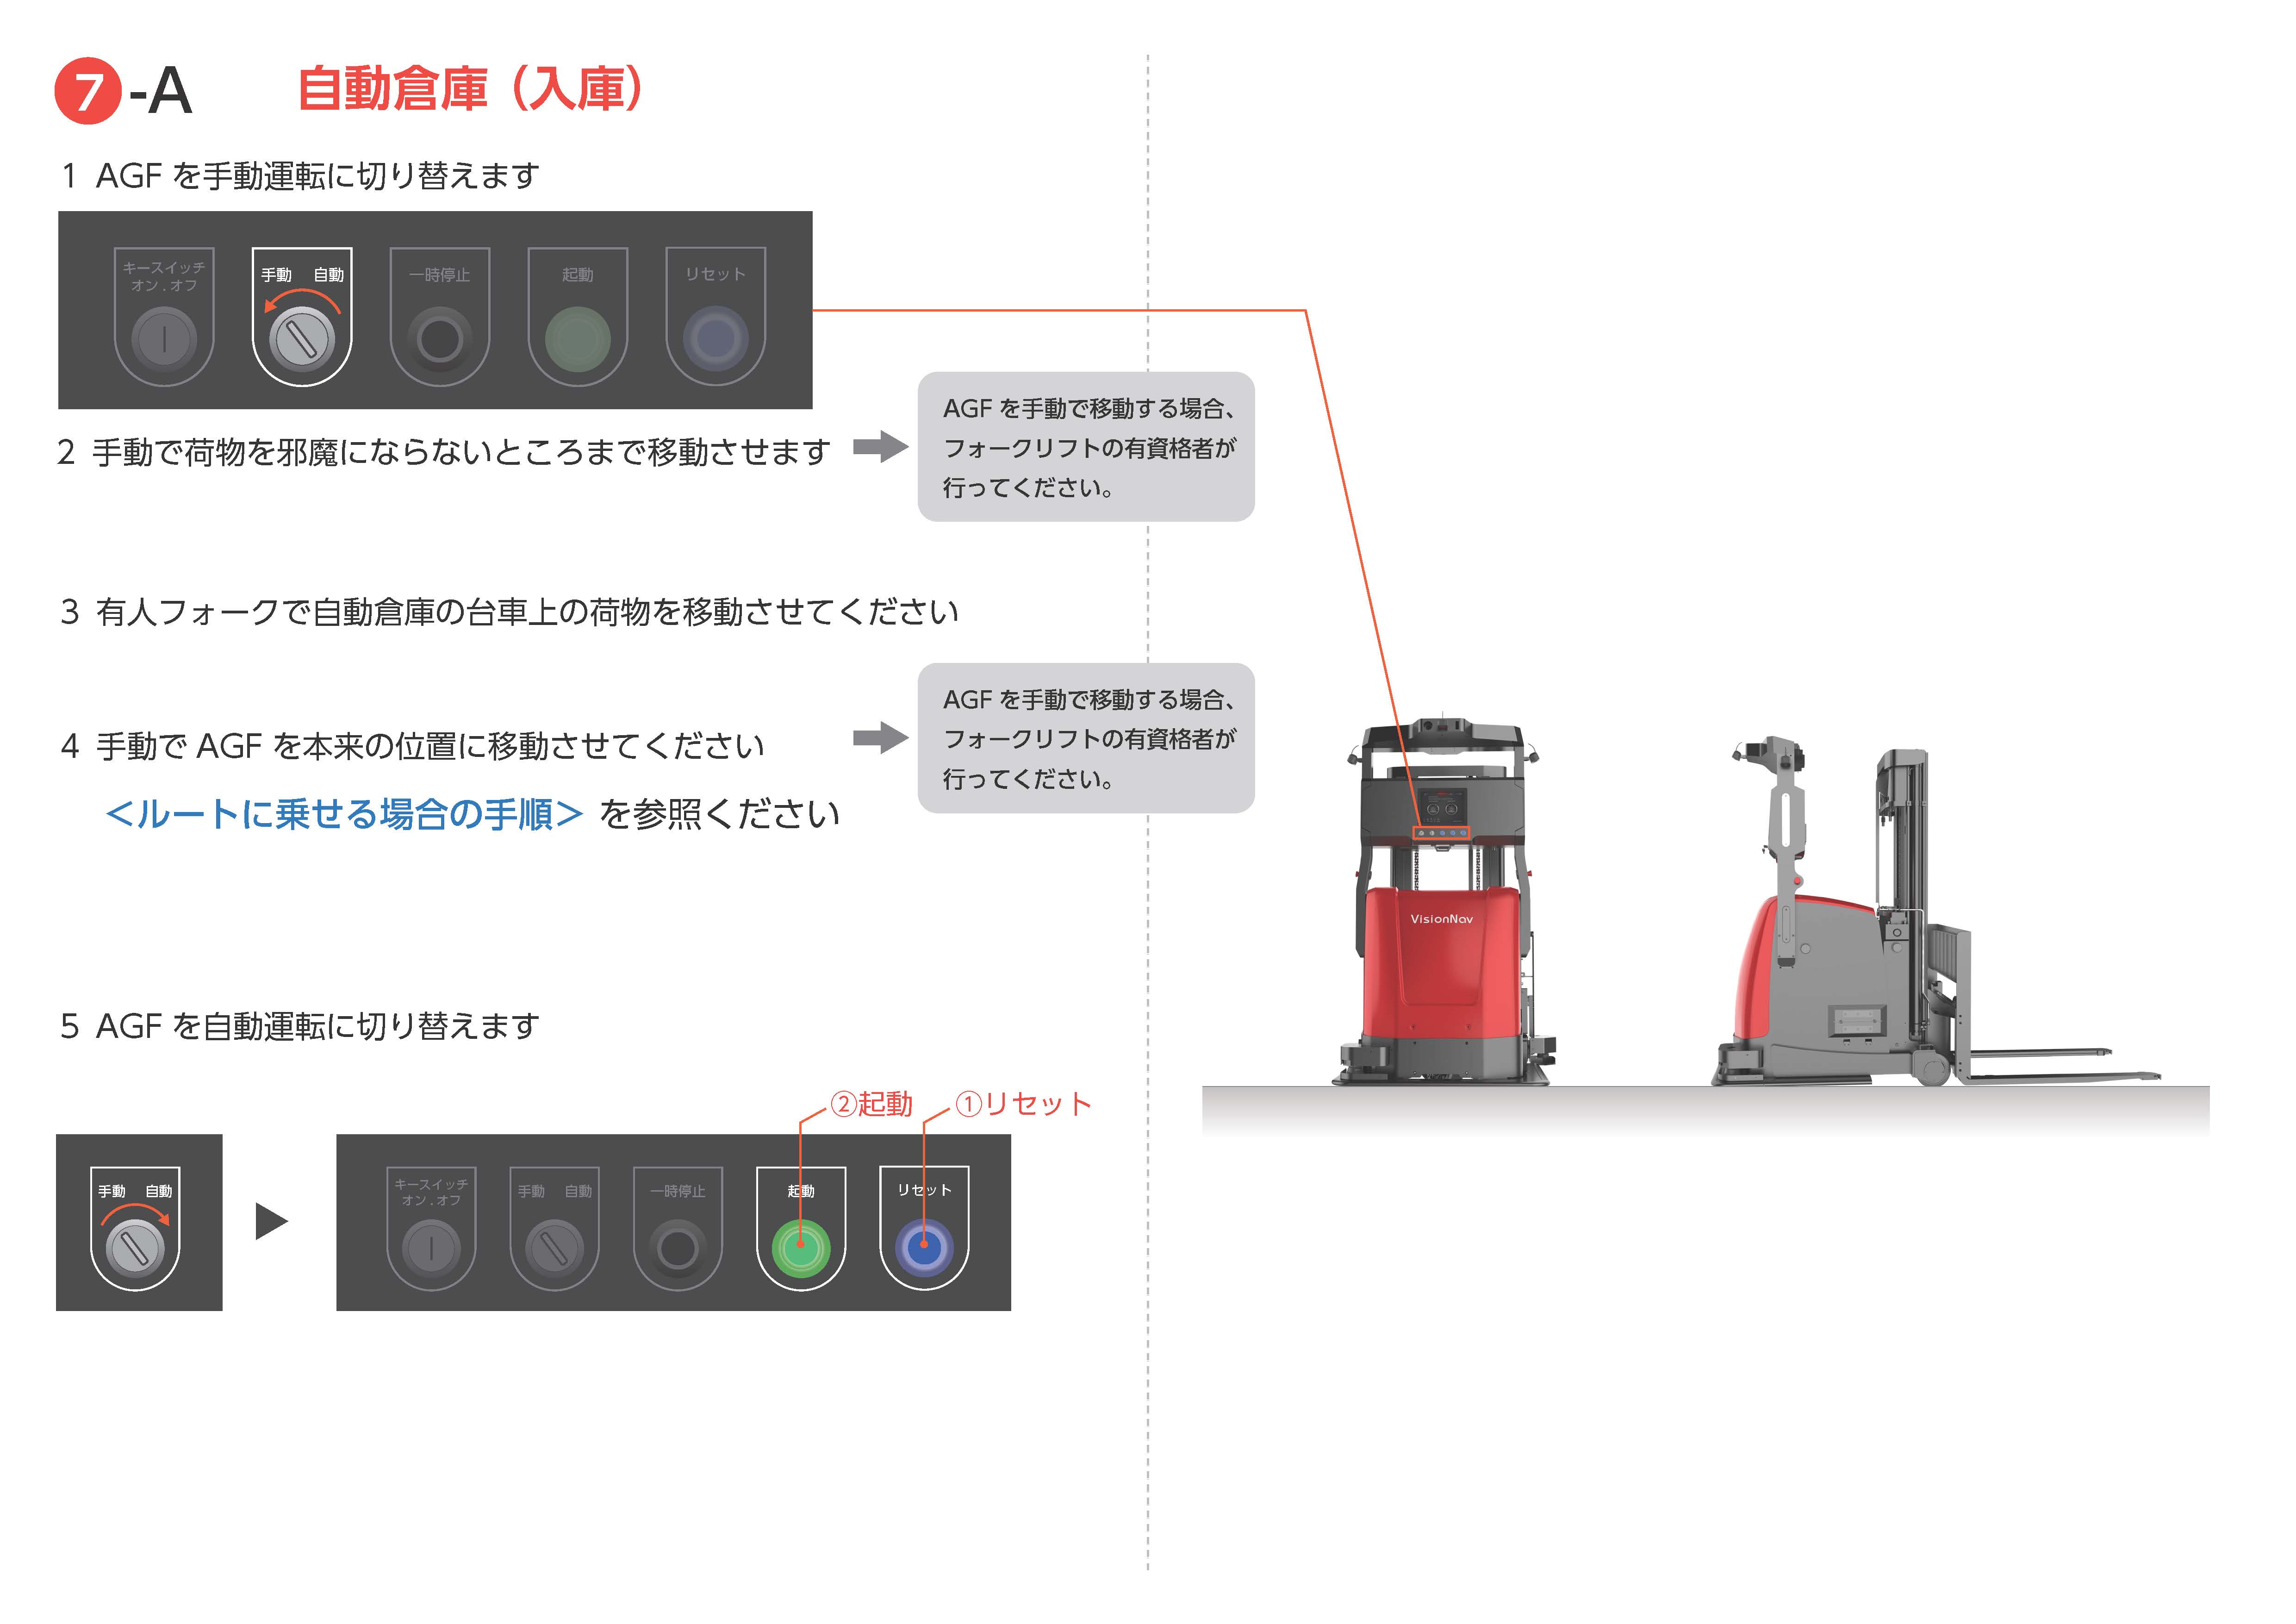 7-A 自動倉庫（入庫）
1 AGF を手動運転に切り替えます
キースイッチ
オン . オフ
手動 自動
一時停止
起動
リセット
2 手動で荷物を邪魔にならないところまで移動させます
AGF を手動で移動する場合、
フォークリフトの有資格者が
行ってください。
3 有人フォークで自動倉庫の台車上の荷物を移動させてください
4 手動で AGF を本来の位置に移動させてください
＜ルートに乗せる場合の手順＞ を参照ください
AGF を手動で移動する場合、
フォークリフトの有資格者が
行ってください。
VisionNav
5 AGF を自動運転に切り替えます
②起動 ①リセット
手動 自動
キースイッチ
オン . オフ
手動 自動
一時停止
起動
リセット